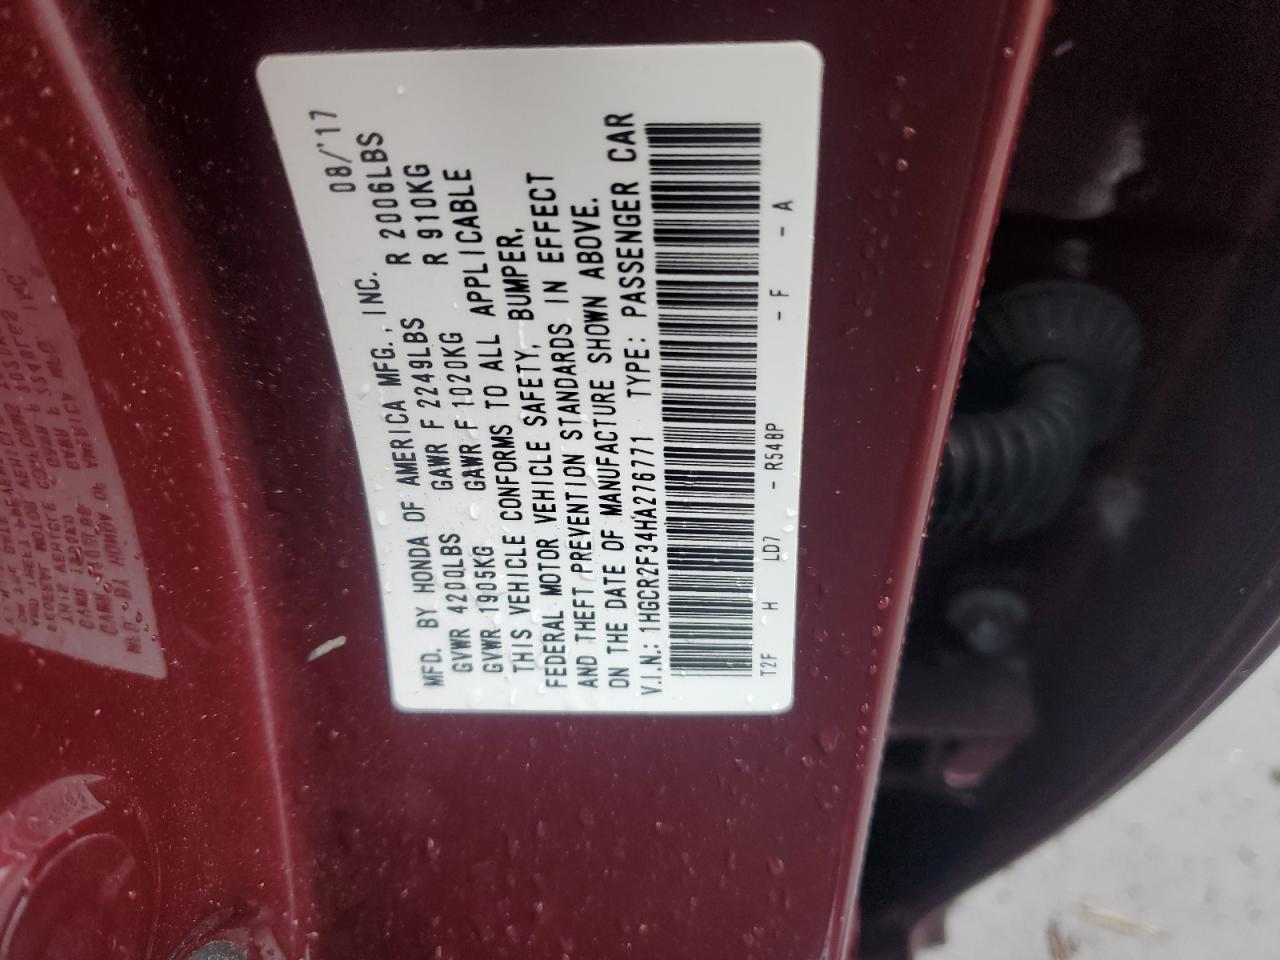 08/'17
MFD. BY HONDA OF AMERICA MFG., INC.
GVWR 4200LBS GAWR F 2249LBS R 2006LBS
GVWR 1905KG GAWR F 1020KG R 910KG
THIS VEHICLE CONFORMS TO ALL APPLICABLE
FEDERAL MOTOR VEHICLE SAFETY, BUMPER,
AND THEFT PREVENTION STANDARDS IN EFFECT
ON THE DATE OF MANUFACTURE SHOWN ABOVE.
V.I.N.: 1HGCR2F34HA276771 TYPE: PASSENGER CAR
T2F H LD7 - R548P - F - A